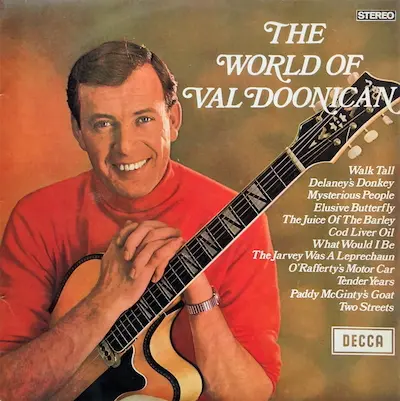 STEREO
THE
WORLD OF
VAL DOONICAN
Walk Tall
Delaney's Donkey
Mysterious People
Elusive Butterfly
The Juice Of The Barley
Cod Liver Oil
What Would I Be
The Jarvey Was A Leprechaun
O'Rafferty's Motor Car
Tender Years
Paddy McGinty's Goat
Two Streets
DECCA